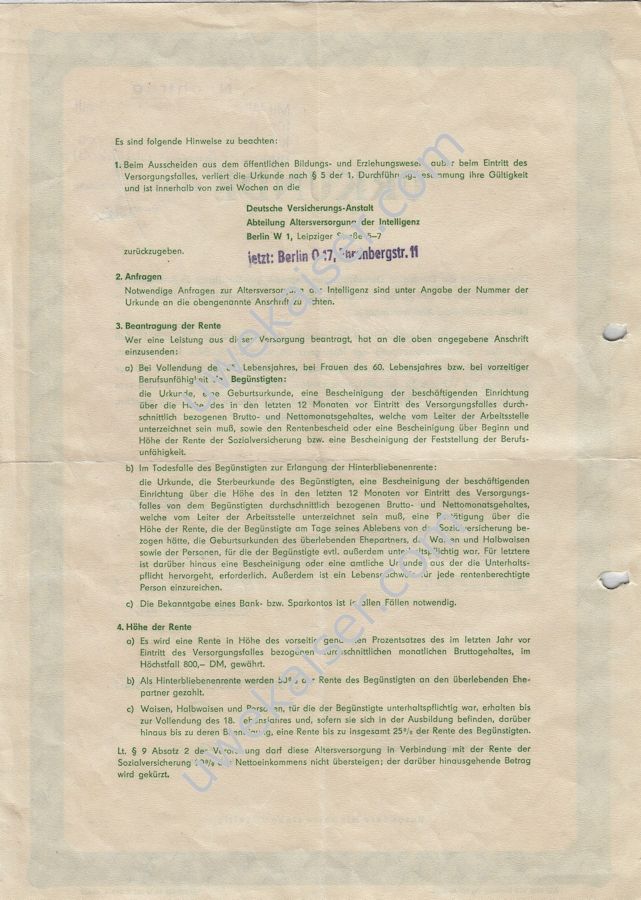 Es sind folgende Hinweise zu beachten:
1. Beim Ausscheiden aus dem öffentlichen Bildungs- und Erziehungswesen außer beim Eintritt des
Versorgungsfalles, verliert die Urkunde nach § 5 der 1. Durchführungsbestimmung ihre Gültigkeit
und ist innerhalb von zwei Wochen an die
Deutsche Versicherungs-Anstalt
Abteilung Altersversorgung der Intelligenz
Berlin W 1, Leipziger Straße 5–7
zurückzugeben.
jetzt: Berlin O 17, Ehrenbergstr. 11
2. Anfragen
Notwendige Anfragen zur Altersversorgung der Intelligenz sind unter Angabe der Nummer der
Urkunde an die obengenannte Anschrift zu richten.
3. Beantragung der Rente
Wer eine Leistung aus dieser Versorgung beantragt, hat an die oben angegebene Anschrift
einzusenden:
a) Bei Vollendung des Lebensjahres, bei Frauen des 60. Lebensjahres bzw. bei vorzeitiger
Berufsunfähigkeit des Begünstigten:
die Urkunde, eine Geburtsurkunde, eine Bescheinigung der beschäftigenden Einrichtung
über die Höhe des in den letzten 12 Monaten vor Eintritt des Versorgungsfalles durch-
schnittlich bezogenen Brutto- und Nettomonatsgehaltes, welche vom Leiter der Arbeitsstelle
unterzeichnet sein muß, sowie den Rentenbescheid oder eine Bescheinigung über Beginn und
Höhe der Rente der Sozialversicherung bzw. eine Bescheinigung der Feststellung der Berufs-
unfähigkeit.
b) Im Todesfalle des Begünstigten zur Erlangung der Hinterbliebenenrente:
die Urkunde, die Sterbeurkunde des Begünstigten, eine Bescheinigung der beschäftigenden
Einrichtung über die Höhe des in den letzten 12 Monaten vor Eintritt des Versorgungs-
falles von dem Begünstigten durchschnittlich bezogenen Brutto- und Nettomonatsgehaltes,
welche vom Leiter der Arbeitsstelle unterzeichnet sein muß, eine Bestätigung über die
Höhe der Rente, die der Begünstigte am Tage seines Ablebens von der Sozialversicherung be-
zogen hätte, die Geburtsurkunden des überlebenden Ehepartners, der Waisen und Halbwaisen
sowie der Personen, für die der Begünstigte evtl. außerdem unterhaltspflichtig war. Für letztere
ist darüber hinaus eine Bescheinigung oder eine amtliche Urkunde, aus der die Unterhalts-
pflicht hervorgeht, erforderlich. Außerdem ist ein Lebensnachweis für jede rentenberechtigte
Person einzureichen.
c) Die Bekanntgabe eines Bank- bzw. Sparkontos ist in allen Fällen notwendig.
4. Höhe der Rente
a) Es wird eine Rente in Höhe des vorseitig genannten Prozentsatzes des im letzten Jahr vor
Eintritt des Versorgungsfalles bezogenen durchschnittlichen monatlichen Bruttogehaltes, im
Höchstfall 800,– DM, gewährt.
b) Als Hinterbliebenenrente werden 50% der Rente des Begünstigten an den überlebenden Ehe-
partner gezahlt.
c) Waisen, Halbwaisen und Personen, für die der Begünstigte unterhaltspflichtig war, erhalten bis
zur Vollendung des 18. Lebensjahres und, sofern sie sich in der Ausbildung befinden, darüber
hinaus bis zu deren Beendigung, eine Rente bis zu insgesamt 25% der Rente des Begünstigten.
Lt. § 9 Absatz 2 der Verordnung darf diese Altersversorgung in Verbindung mit der Rente der
Sozialversicherung des Nettoeinkommens nicht übersteigen; der darüber hinausgehende Betrag
wird gekürzt.
uwekaiser.com
uwekaiser.com